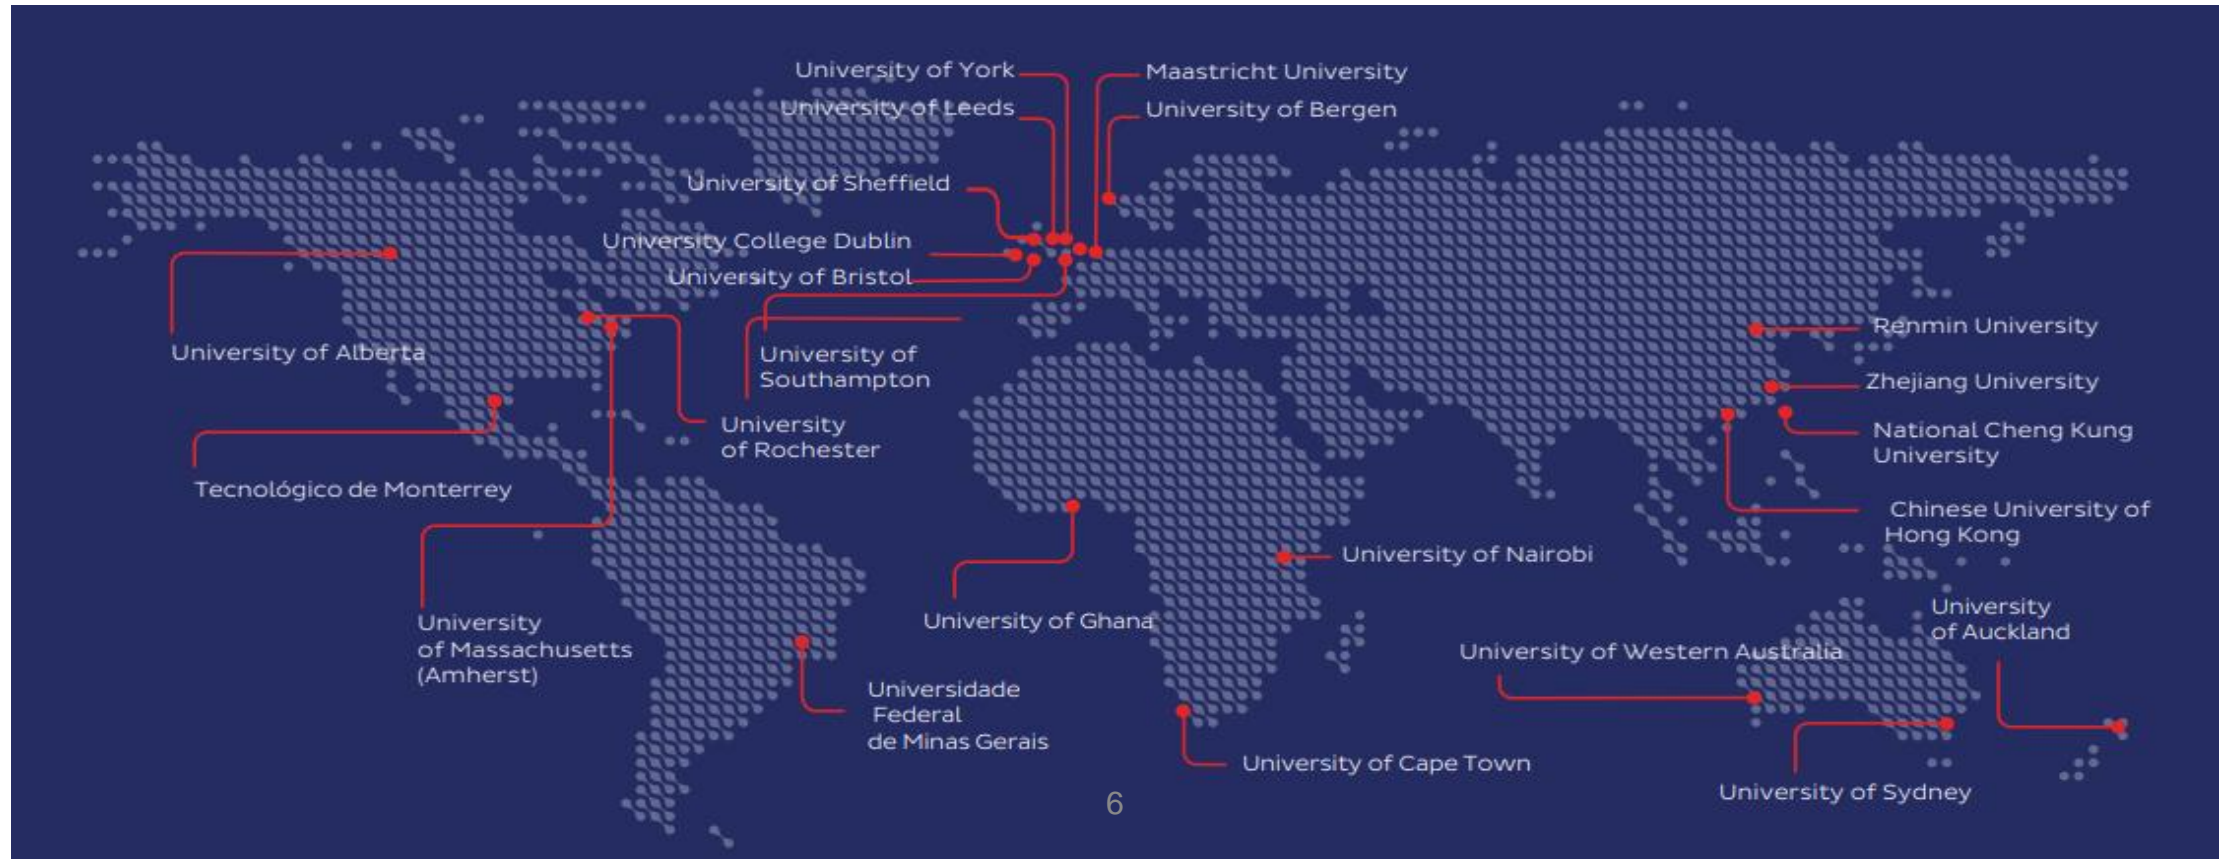 University of York
Maastricht University
University of Leeds
University of Bergen
University of Sheffield
University College Dublin
University of Bristol
Renmin University
University of Alberta
University of
Southampton
Zhejiang University
University
of Rochester
National Cheng Kung
University
Tecnológico de Monterrey
Chinese University of
Hong Kong
University of Nairobi
University of Ghana
University
of Auckland
University
of Massachusetts
(Amherst)
University of Western Australia
Universidade
Federal
de Minas Gerais
University of Cape Town
University of Sydney
6